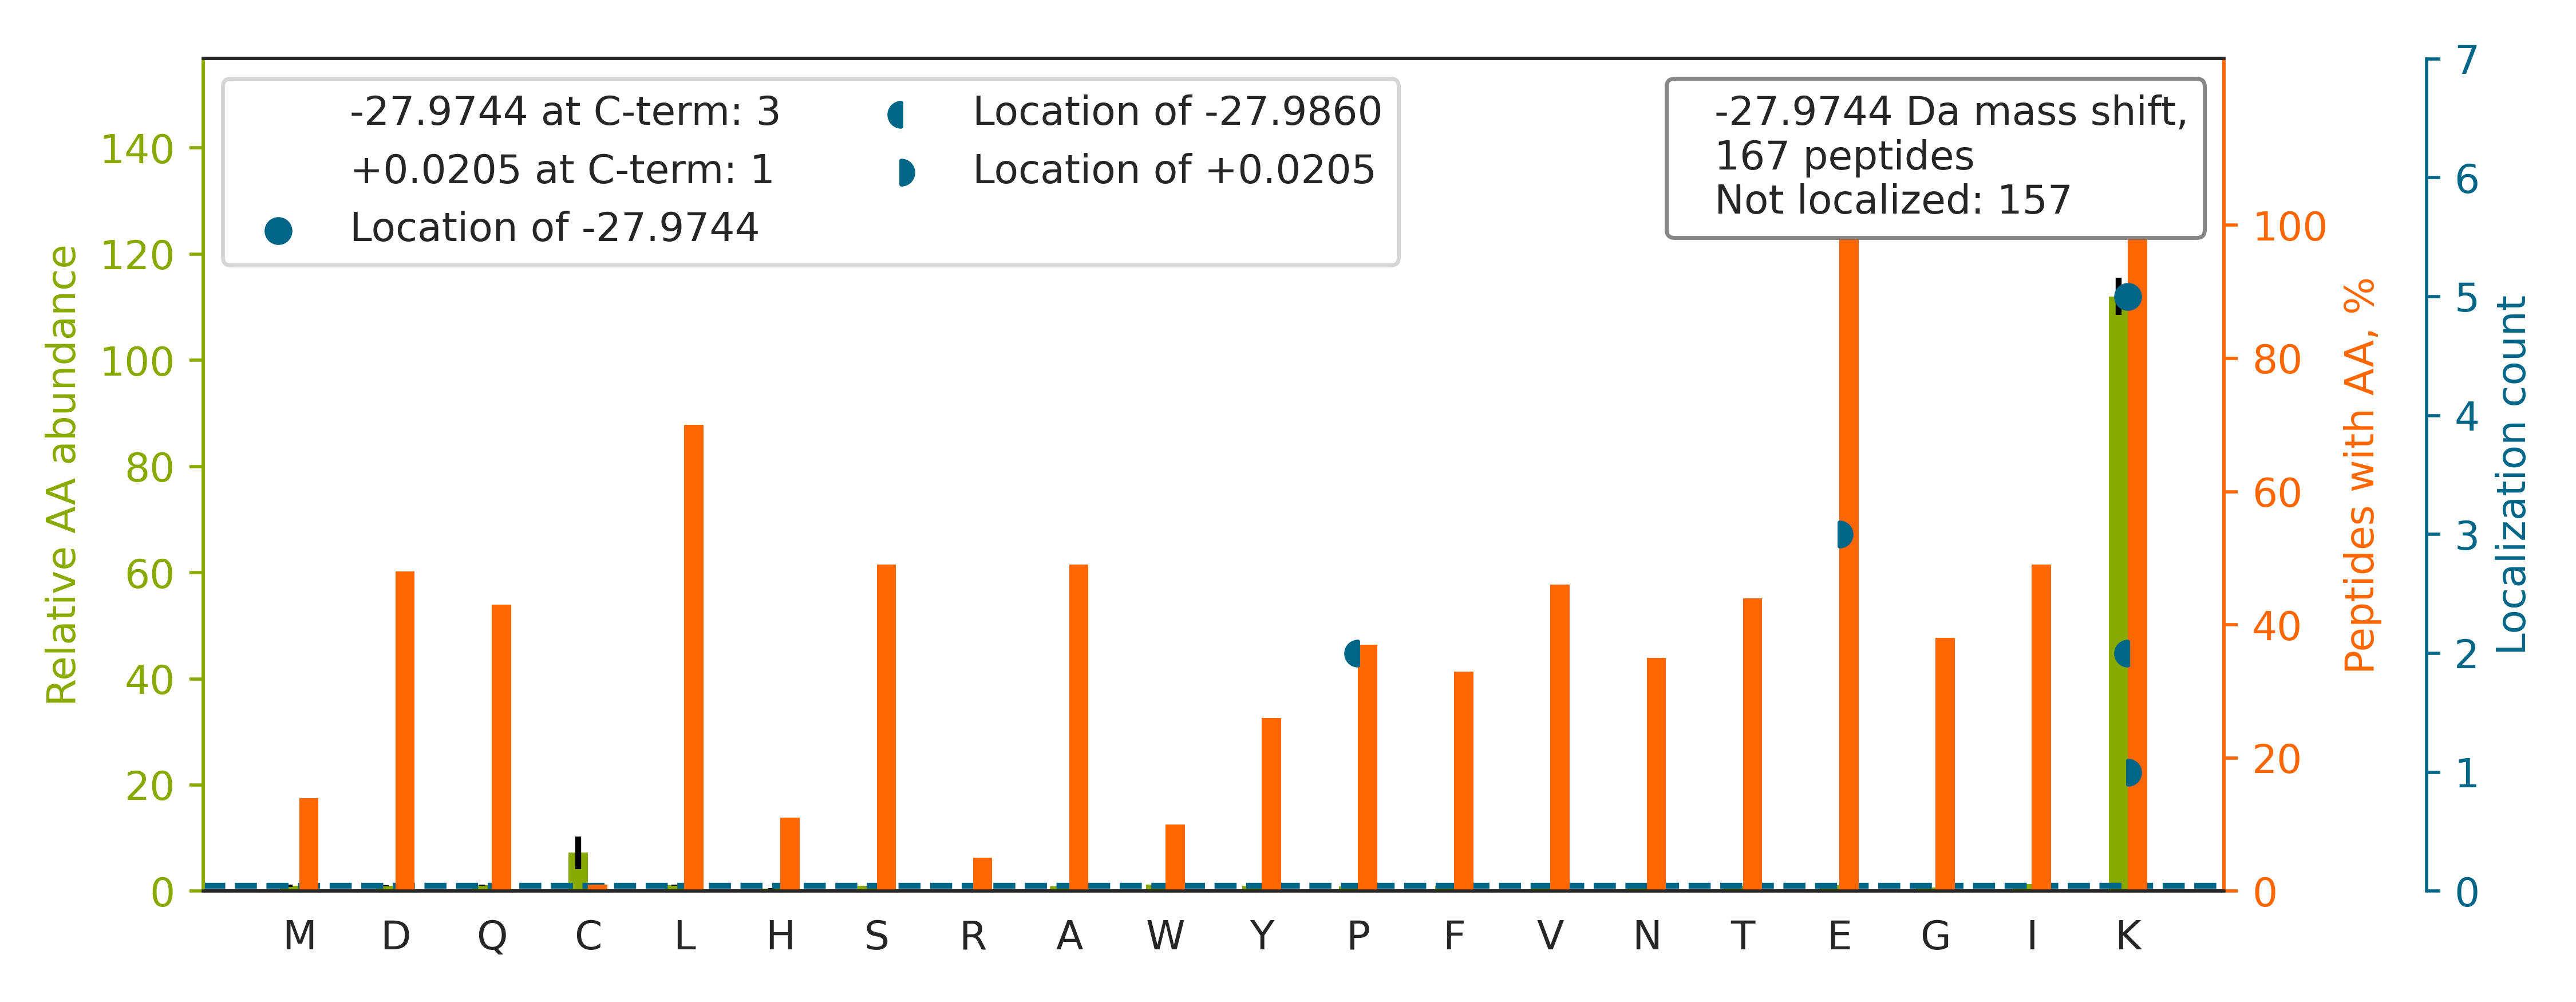 -27.9744 at C-term: 3
+0.0205 at C-term: 1
Location of -27.9744
Location of -27.9860
Location of +0.0205
-27.9744 Da mass shift,
167 peptides
Not localized: 157
Relative AA abundance
140
120
100
80
60
40
20
0
M D Q C L H S R A W Y P F V N T E G I K
100
80
60
40
20
0
Peptides with AA, %
7
6
5
4
3
2
1
0
Localization count